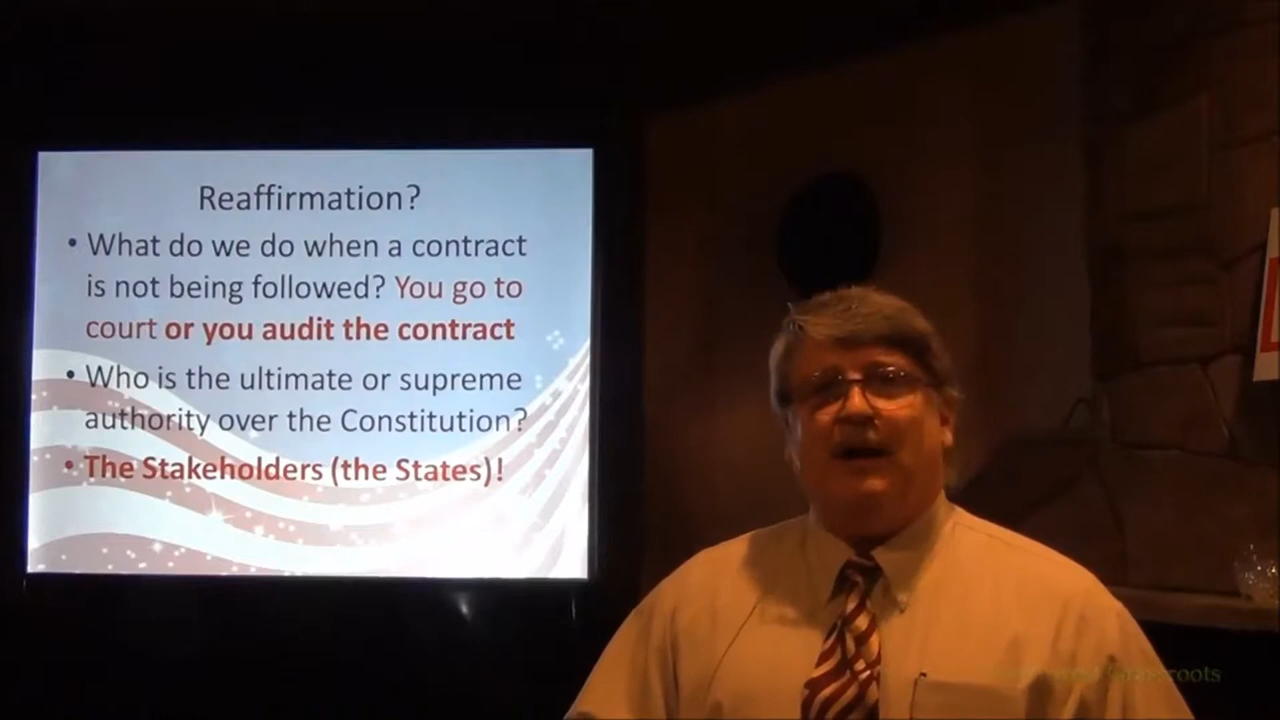 Reaffirmation?
• What do we do when a contract
is not being followed? You go to
court or you audit the contract
• Who is the ultimate or supreme
authority over the Constitution?
• The Stakeholders (the States)!